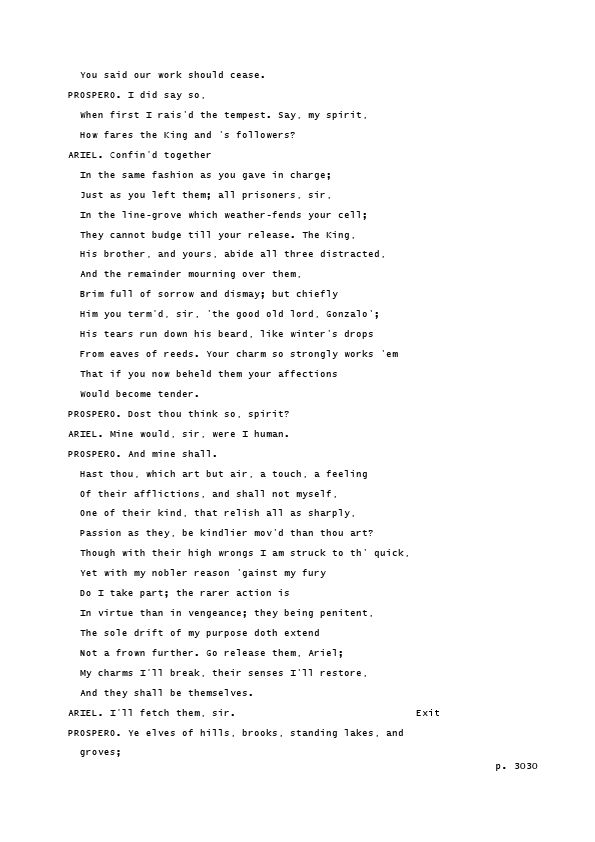 You said our work should cease.
PROSPERO. I did say so,
When first I rais'd the tempest. Say, my spirit,
How fares the King and 's followers?
ARIEL. Confin'd together
In the same fashion as you gave in charge;
Just as you left them; all prisoners, sir,
In the line-grove which weather-fends your cell;
They cannot budge till your release. The King,
His brother, and yours, abide all three distracted,
And the remainder mourning over them,
Brim full of sorrow and dismay; but chiefly
Him you term'd, sir, 'the good old lord, Gonzalo';
His tears run down his beard, like winter's drops
From eaves of reeds. Your charm so strongly works 'em
That if you now beheld them your affections
Would become tender.
PROSPERO. Dost thou think so, spirit?
ARIEL. Mine would, sir, were I human.
PROSPERO. And mine shall.
Hast thou, which art but air, a touch, a feeling
Of their afflictions, and shall not myself,
One of their kind, that relish all as sharply,
Passion as they, be kindlier mov'd than thou art?
Though with their high wrongs I am struck to th' quick,
Yet with my nobler reason 'gainst my fury
Do I take part; the rarer action is
In virtue than in vengeance; they being penitent,
The sole drift of my purpose doth extend
Not a frown further. Go release them, Ariel;
My charms I'll break, their senses I'll restore,
And they shall be themselves.
ARIEL. I'll fetch them, sir. Exit
PROSPERO. Ye elves of hills, brooks, standing lakes, and
groves;
p. 3030